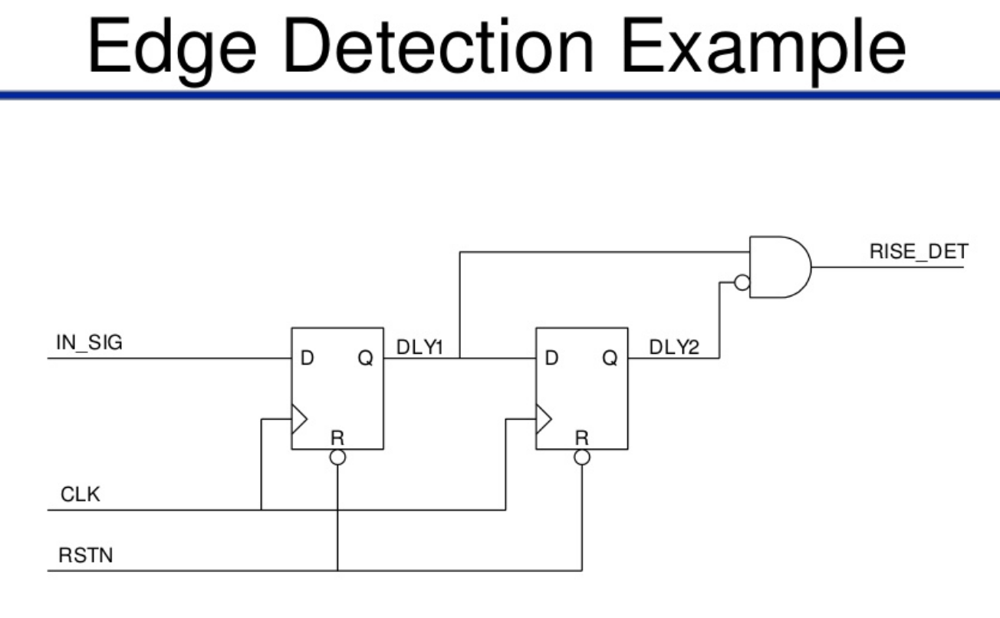 Edge Detection Example
RISE_DET
IN_SIG
D
Q
DLY1
D
Q
DLY2
R
R
CLK
RSTN